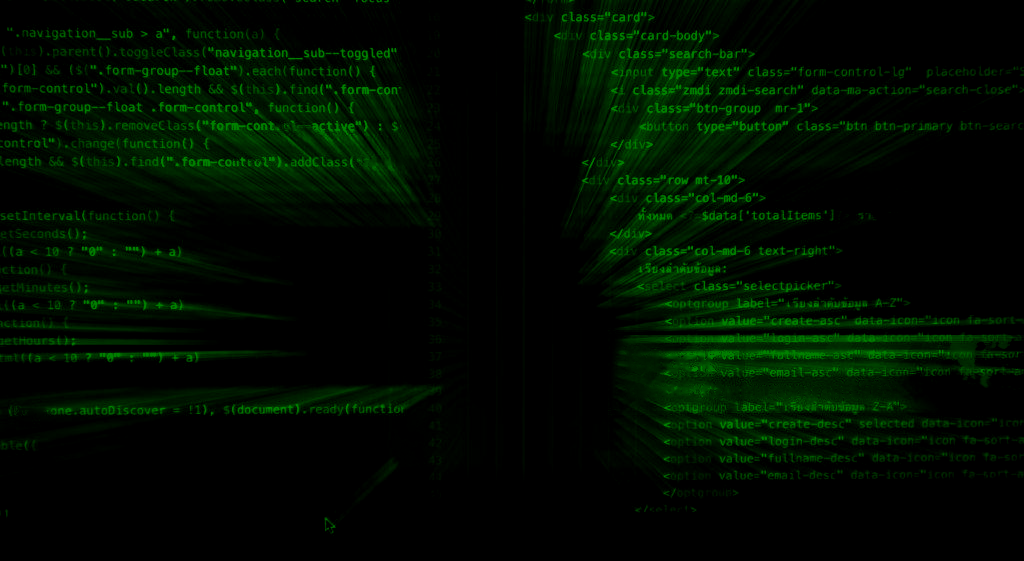 ".navigation__sub > a", function(a) {
(this).parent().toggleClass("navigation__sub--toggled"
")[0] && ($(".form-group--float").each(function() {
form-control").val().length && $(this).find(".form-con
".form-group--float .form-control", function() {
ength ? $(this).removeClass("form-control--active") : $
control").change(function() {
length && $(this).find(".form-control").addClass(
setInterval(function() {
etSeconds();
((a < 10 ? "0" : "") + a)
ction() {
getMinutes();
((a < 10 ? "0" : "") + a)
nction() {
getHours();
tml((a < 10 ? "0" : "") + a)
one.autoDiscover = !1), $(document).ready(function
ble({
<div class="card">
<div class="card-body">
<div class="search-bar">
<input type="text" class="form-control-lg" placeholder="S
<i class="zmdi zmdi-search" data-ma-action="search-close"
<div class="btn-group mr-1">
<button type="button" class="btn btn-primary btn-searc
</div>
</div>
<div class="row mt-10">
<div class="col-md-6">
ทั้งหมด $data['totalItems']
</div>
<div class="col-md-6 text-right">
เรียงลำดับข้อมูล:
<select class="selectpicker">
<optgroup label="เรียงลำดับข้อมูล A-Z">
<option value="create-asc" data-icon="icon fa-sort-
<option value="login-asc" data-icon="icon fa-sort-a
<option value="fullname-asc" data-icon="icon fa-sor
<option value="email-asc" data-icon="icon fa-sort-an
<optgroup label="เรียงลำดับข้อมูล Z-A">
<option value="create-desc" selected data-icon="icon
<option value="login-desc" data-icon="icon fa-sort-a
<option value="fullname-desc" data-icon="icon fa-sor
<option value="email-desc" data-icon="icon fa-sort-a
</optgroup>
</select>